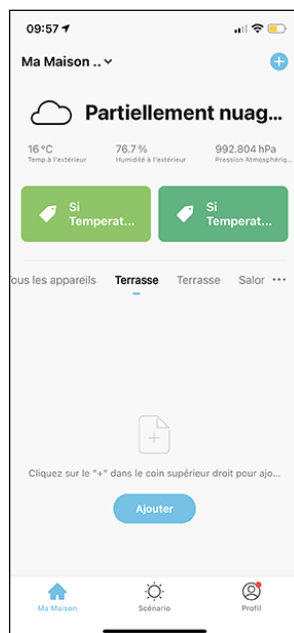 09:57
Ma Maison ..
Partiellement nuag...
16 °C 76.7 % 992.804 hPa
Temp à l'extérieur Humidité à l'extérieur Pression Atmosphériq...
Si Temperat... Si Temperat...
Tous les appareils Terrasse Terrasse Salor ...
Cliquez sur le "+" dans le coin supérieur droit pour ajo...
Ajouter
Ma Maison Scénario Profil